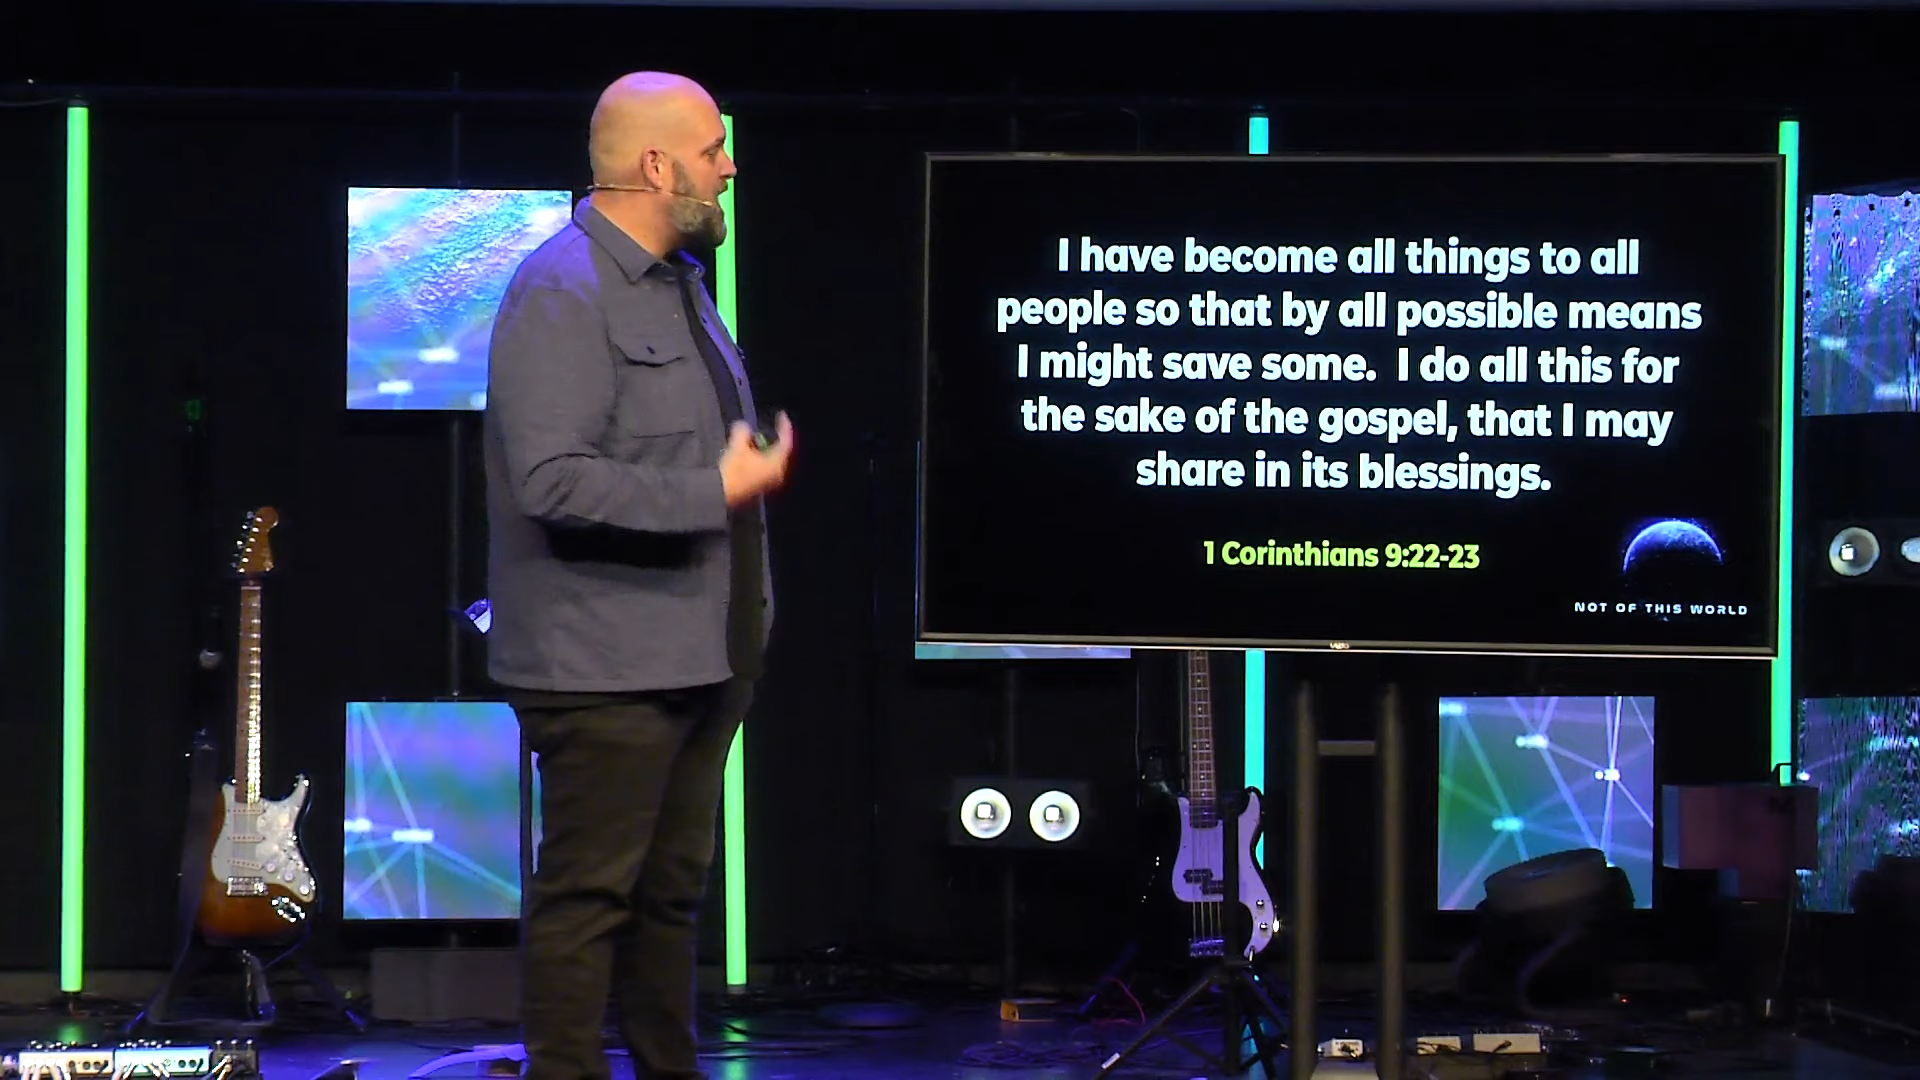 I have become all things to all
people so that by all possible means
I might save some. I do all this for
the sake of the gospel, that I may
share in its blessings.
1 Corinthians 9:22-23
NOT OF THIS WORLD
VIZIO